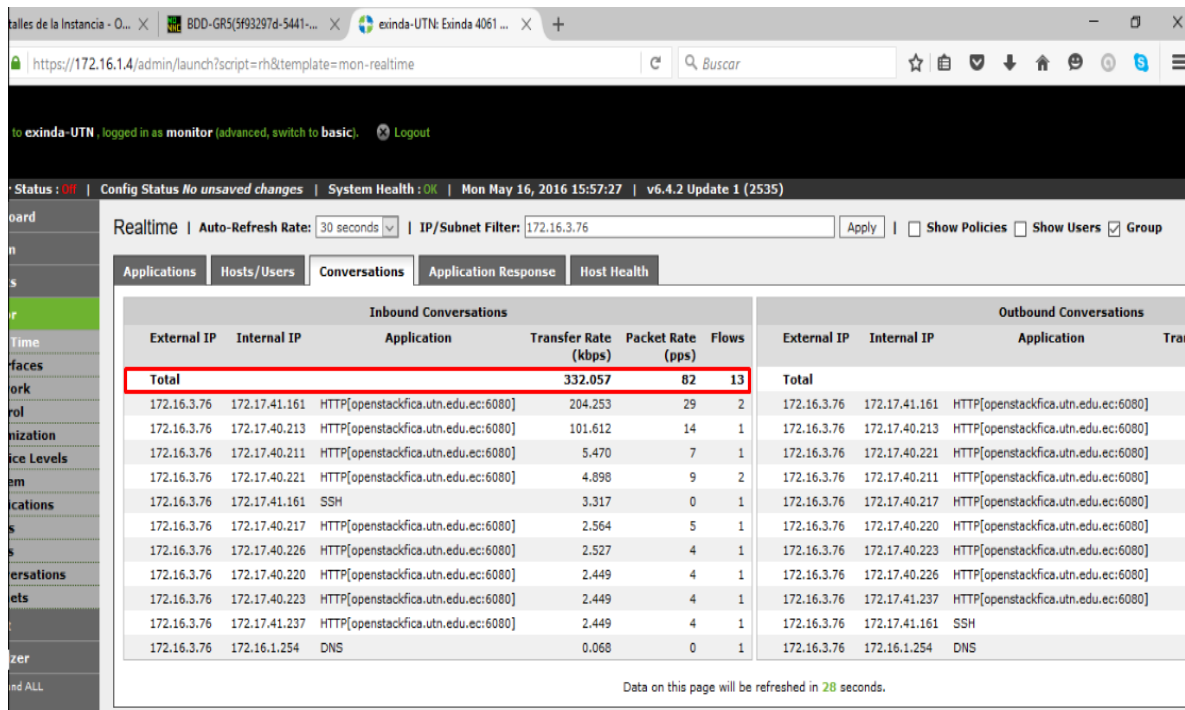 talles de la Instancia - O... BDD-GR5(5f93297d-5441-... exinda-UTN: Exinda 4061 ...
https://172.16.1.4/admin/launch?script=rh&template=mon-realtime Buscar
to exinda-UTN , logged in as monitor (advanced, switch to basic). Logout
Status : Off | Config Status No unsaved changes | System Health : OK | Mon May 16, 2016 15:57:27 | v6.4.2 Update 1 (2535)
Realtime | Auto-Refresh Rate: 30 seconds | IP/Subnet Filter: 172.16.3.76 Apply | Show Policies Show Users Group
Applications Hosts/Users Conversations Application Response Host Health
oard
n
s
r
Time
rfaces
ork
rol
mization
ice Levels
em
ications
s
s
ersations
ets
t
zer
and ALL
Inbound Conversations
External IP Internal IP Application Transfer Rate (kbps) Packet Rate (pps) Flows
Total 332.057 82 13
172.16.3.76 172.17.41.161 HTTP[openstackfica.utn.edu.ec:6080] 204.253 29 2
172.16.3.76 172.17.40.213 HTTP[openstackfica.utn.edu.ec:6080] 101.612 14 1
172.16.3.76 172.17.40.211 HTTP[openstackfica.utn.edu.ec:6080] 5.470 7 1
172.16.3.76 172.17.40.221 HTTP[openstackfica.utn.edu.ec:6080] 4.898 9 2
172.16.3.76 172.17.41.161 SSH 3.317 0 1
172.16.3.76 172.17.40.217 HTTP[openstackfica.utn.edu.ec:6080] 2.564 5 1
172.16.3.76 172.17.40.226 HTTP[openstackfica.utn.edu.ec:6080] 2.527 4 1
172.16.3.76 172.17.40.220 HTTP[openstackfica.utn.edu.ec:6080] 2.449 4 1
172.16.3.76 172.17.40.223 HTTP[openstackfica.utn.edu.ec:6080] 2.449 4 1
172.16.3.76 172.17.41.237 HTTP[openstackfica.utn.edu.ec:6080] 2.449 4 1
172.16.3.76 172.16.1.254 DNS 0.068 0 1
Outbound Conversations
External IP Internal IP Application Tra
Total
172.16.3.76 172.17.41.161 HTTP[openstackfica.utn.edu.ec:6080]
172.16.3.76 172.17.40.213 HTTP[openstackfica.utn.edu.ec:6080]
172.16.3.76 172.17.40.221 HTTP[openstackfica.utn.edu.ec:6080]
172.16.3.76 172.17.40.211 HTTP[openstackfica.utn.edu.ec:6080]
172.16.3.76 172.17.40.217 HTTP[openstackfica.utn.edu.ec:6080]
172.16.3.76 172.17.40.220 HTTP[openstackfica.utn.edu.ec:6080]
172.16.3.76 172.17.40.223 HTTP[openstackfica.utn.edu.ec:6080]
172.16.3.76 172.17.40.226 HTTP[openstackfica.utn.edu.ec:6080]
172.16.3.76 172.17.41.237 HTTP[openstackfica.utn.edu.ec:6080]
172.16.3.76 172.17.41.161 SSH
172.16.3.76 172.16.1.254 DNS
Data on this page will be refreshed in 28 seconds.